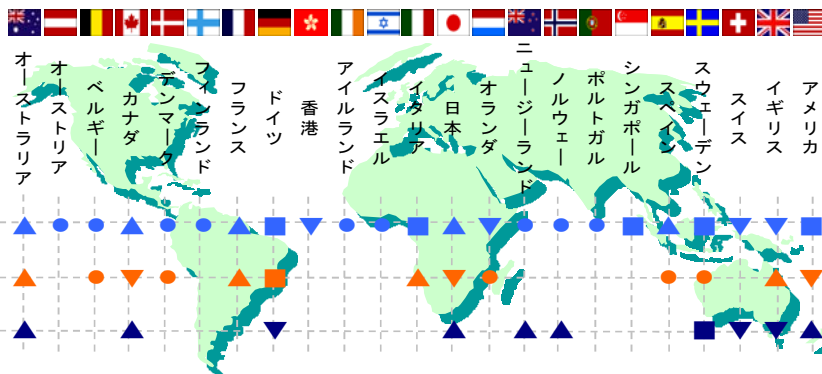 オーストラリア
オーストリア
ベルギー
カナダ
デンマーク
フィンランド
フランス
ドイツ
香港
アイルランド
イスラエル
イタリア
日本
オランダ
ニュージーランド
ノルウェー
ポルトガル
シンガポール
スペイン
スウェーデン
スイス
イギリス
アメリカ